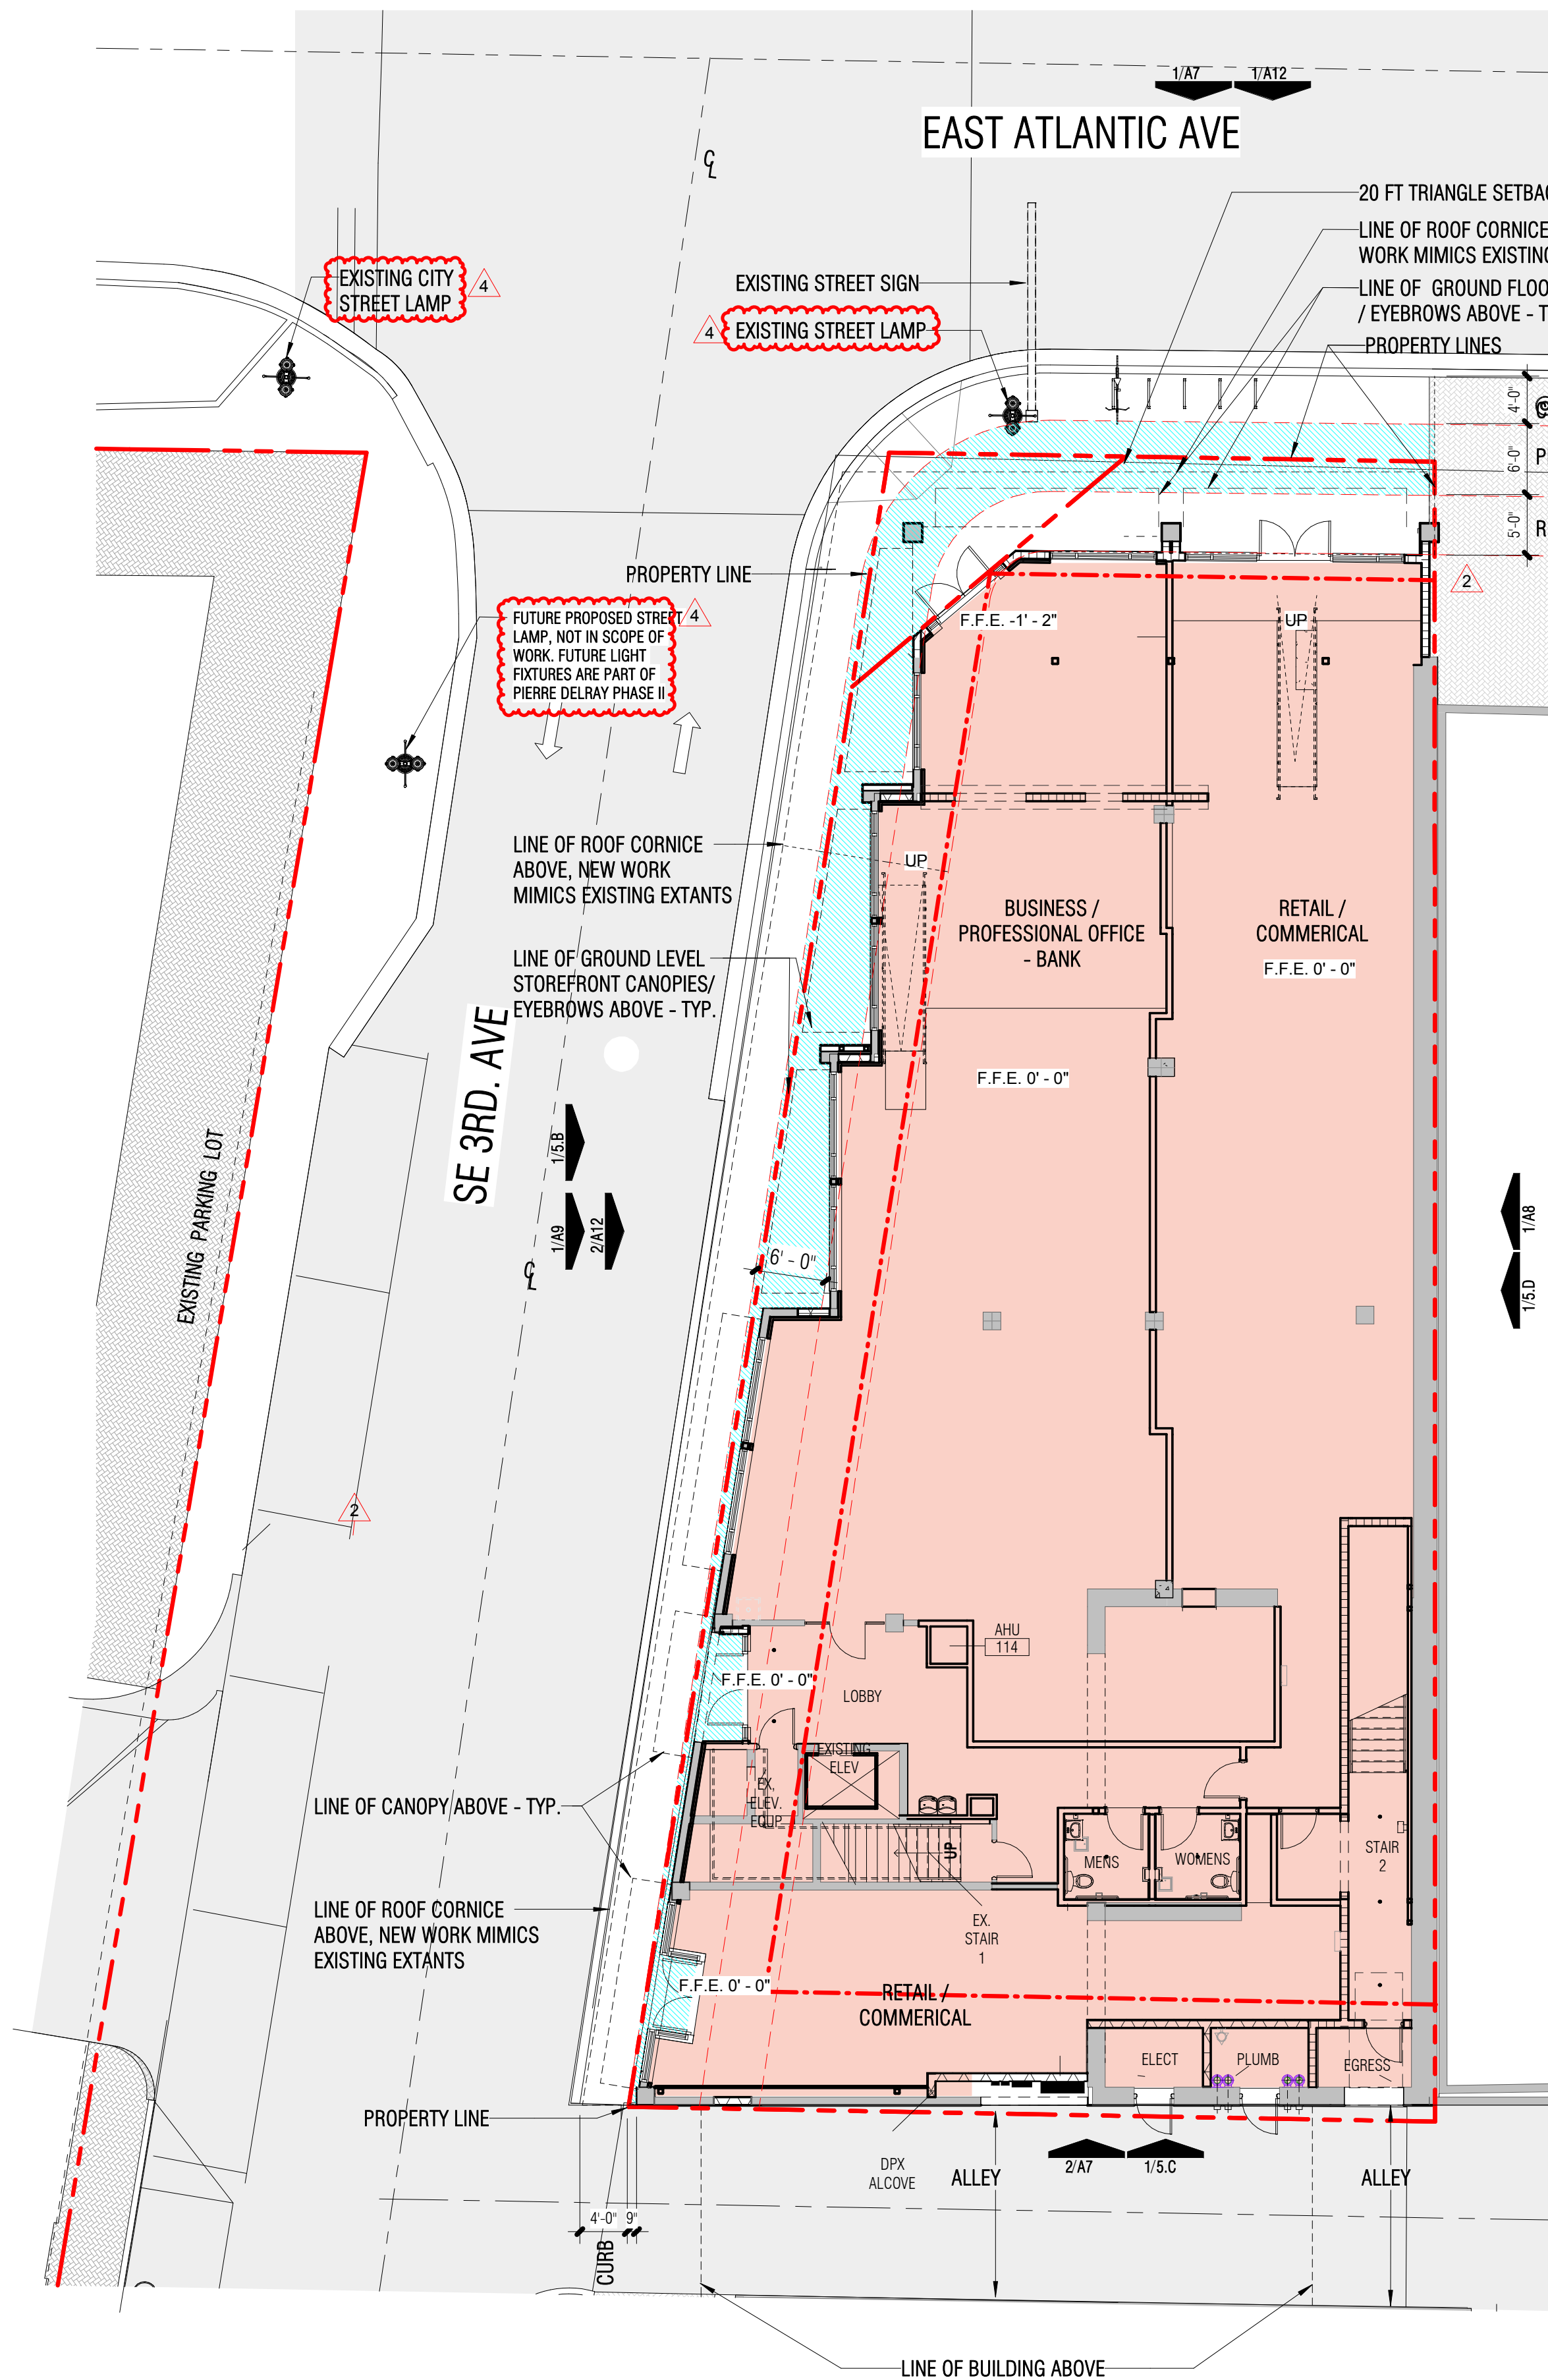 1/A7
1/A12
EAST ATLANTIC AVE
20 FT TRIANGLE
LINE OF ROOF CORNICE
WORK MIMICS
LINE OF GROUND
/ EYEBROWS ABOVE -
PROPERTY LINES
EXISTING CITY
STREET LAMP
4
EXISTING STREET SIGN
4
EXISTING STREET LAMP
4'-0"
6'-0"
P
5'-0"
R
2
PROPERTY LINE
FUTURE PROPOSED STREET
LAMP, NOT IN SCOPE OF
WORK. FUTURE LIGHT
FIXTURES ARE PART OF
PIERRE DELRAY PHASE II
4
F.F.E. -1' - 2"
UP
LINE OF ROOF CORNICE
ABOVE, NEW WORK
MIMICS EXISTING EXTANTS
UP
BUSINESS /
PROFESSIONAL OFFICE
- BANK
RETAIL /
COMMERICAL
F.F.E. 0' - 0"
LINE OF GROUND LEVEL
STOREFRONT CANOPIES/
EYEBROWS ABOVE - TYP.
F.F.E. 0' - 0"
SE 3RD. AVE
EXISTING PARKING LOT
1/5.B
1/A9
2/A12
6' - 0"
1/A8
1/5.D
2
AHU
114
F.F.E. 0' - 0"
LOBBY
EXISTING
ELEV
EX.
ELEV.
EQUP
UP
MENS
WOMENS
STAIR
2
LINE OF CANOPY ABOVE - TYP.
LINE OF ROOF CORNICE
ABOVE, NEW WORK MIMICS
EXISTING EXTANTS
EX.
STAIR
1
F.F.E. 0' - 0"
RETAIL /
COMMERICAL
ELECT
PLUMB
EGRESS
PROPERTY LINE
DPX
ALCOVE
ALLEY
2/A7
1/5.C
ALLEY
4'-0"
9"
CURB
LINE OF BUILDING ABOVE